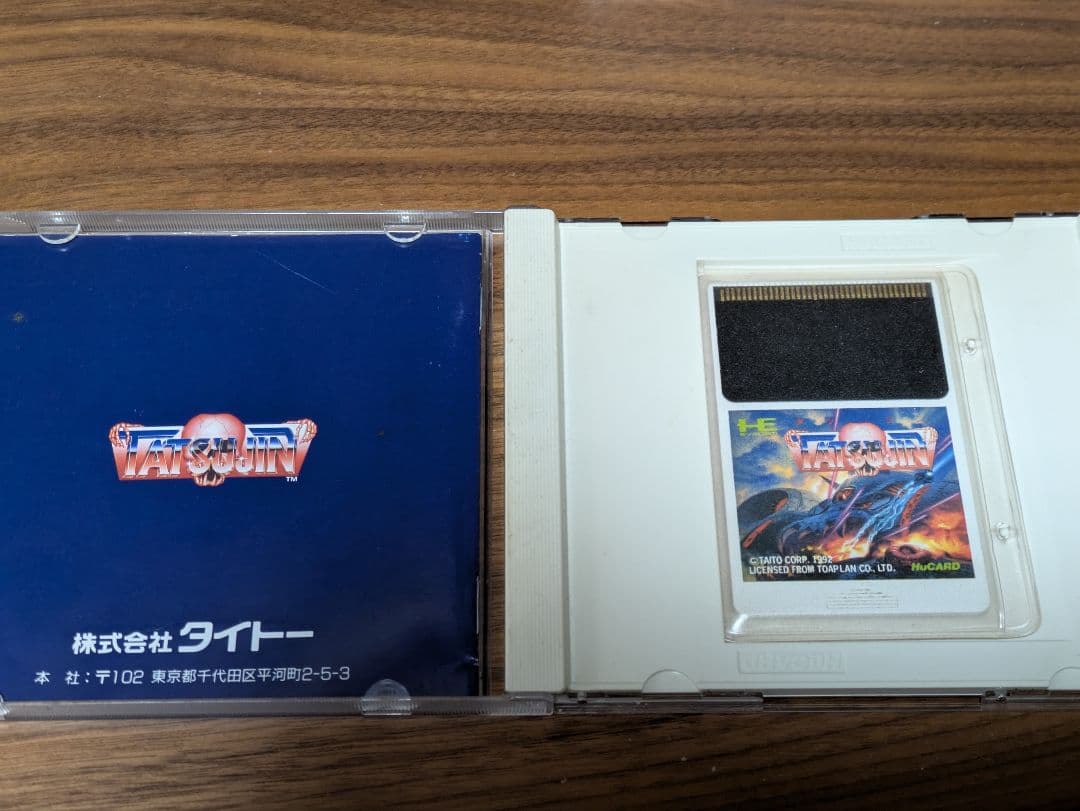 TATSUJIN
TM
株式会社 タイトー
本 社:〒102 東京都千代田区平河町2-5-3
HE
TATSUJIN
© TAITO CORP. 1992
LICENSED FROM TOAPLAN CO., LTD.
HuCARD